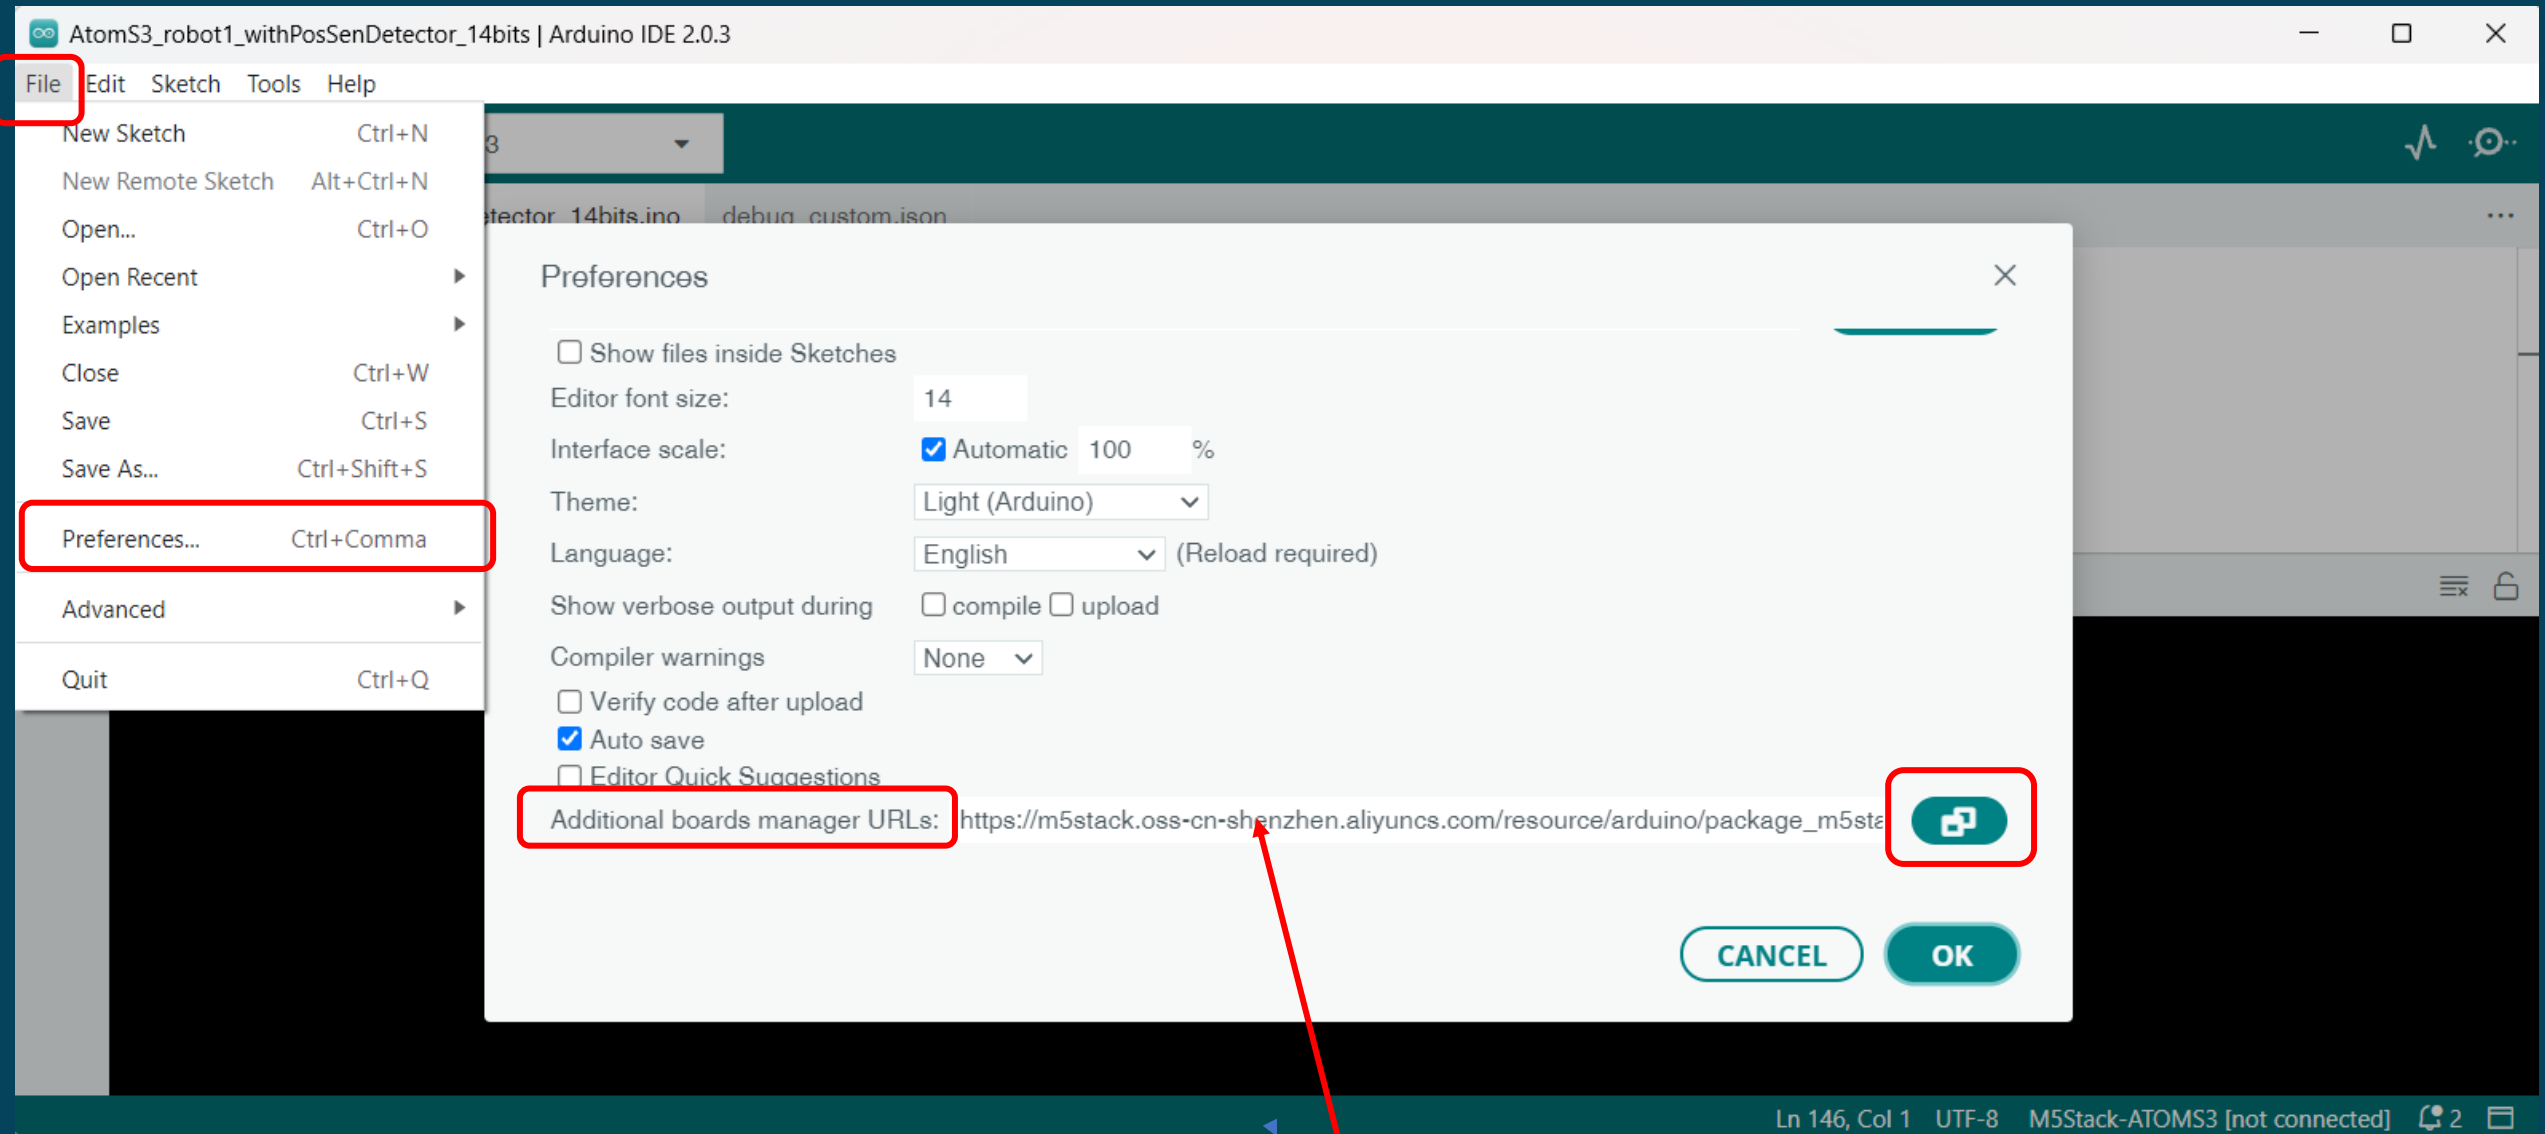 AtomS3_robot1_withPosSenDetector_14bits | Arduino IDE 2.0.3
File Edit Sketch Tools Help
New Sketch Ctrl+N
New Remote Sketch Alt+Ctrl+N
Open... Ctrl+O
Open Recent
Examples
Close Ctrl+W
Save Ctrl+S
Save As... Ctrl+Shift+S
Preferences... Ctrl+Comma
Advanced
Quit Ctrl+Q
3
etector_14bits.ino debug_custom.json
Preferences
Show files inside Sketches
Editor font size: 14
Interface scale: Automatic 100 %
Theme: Light (Arduino)
Language: English (Reload required)
Show verbose output during compile upload
Compiler warnings None
Verify code after upload
Auto save
Editor Quick Suggestions
Additional boards manager URLs: https://m5stack.oss-cn-shenzhen.aliyuncs.com/resource/arduino/package_m5sta
CANCEL OK
Ln 146, Col 1 UTF-8 M5Stack-ATOMS3 [not connected] 2